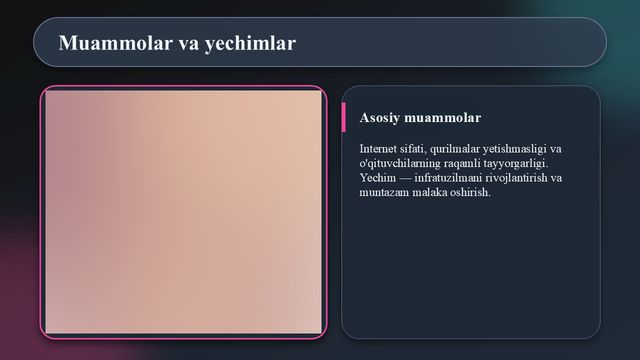 Muammolar va yechimlar
Asosiy muammolar
Internet sifati, qurilmalar yetishmasligi va
o'qituvchilarning raqamli tayyorgarligi.
Yechim — infratuzilmani rivojlantirish va
muntazam malaka oshirish.